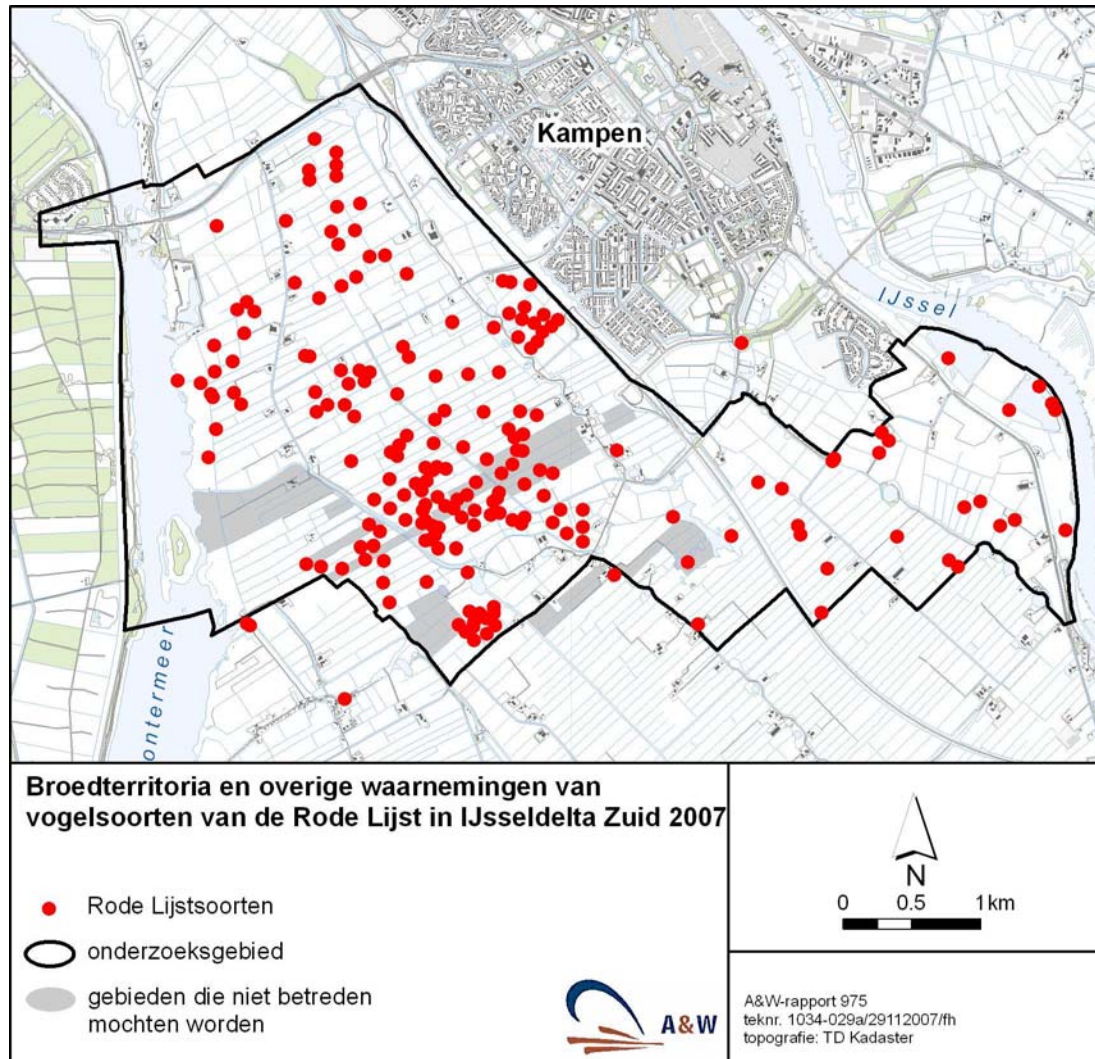 Kampen
IJssel
ontermeer
Broedterritoria en overige waarnemingen van
vogelsoorten van de Rode Lijst in IJsseldelta Zuid 2007
Rode Lijstsoorten
onderzoeksgebied
gebieden die niet betreden
mochten worden
A&W
N
0 0.5 1 km
A&W-rapport 975
teknr. 1034-029a/29112007/fh
topografie: TD Kadaster